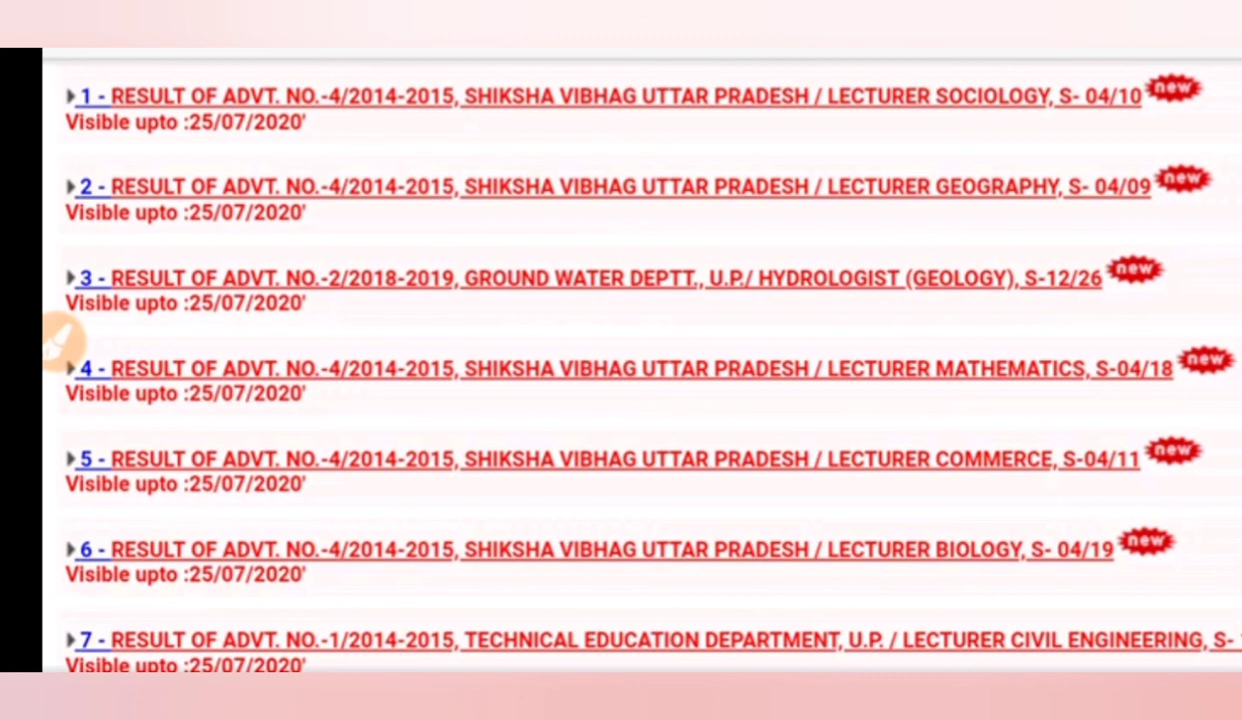 1 - RESULT OF ADVT. NO.-4/2014-2015, SHIKSHA VIBHAG UTTAR PRADESH / LECTURER SOCIOLOGY, S- 04/10 new
Visible upto :25/07/2020'
2 - RESULT OF ADVT. NO.-4/2014-2015, SHIKSHA VIBHAG UTTAR PRADESH / LECTURER GEOGRAPHY, S- 04/09 new
Visible upto :25/07/2020'
3 - RESULT OF ADVT. NO.-2/2018-2019, GROUND WATER DEPTT., U.P./ HYDROLOGIST (GEOLOGY), S-12/26 new
Visible upto :25/07/2020'
4 - RESULT OF ADVT. NO.-4/2014-2015, SHIKSHA VIBHAG UTTAR PRADESH / LECTURER MATHEMATICS, S-04/18 new
Visible upto :25/07/2020'
5 - RESULT OF ADVT. NO.-4/2014-2015, SHIKSHA VIBHAG UTTAR PRADESH / LECTURER COMMERCE, S-04/11 new
Visible upto :25/07/2020'
6 - RESULT OF ADVT. NO.-4/2014-2015, SHIKSHA VIBHAG UTTAR PRADESH / LECTURER BIOLOGY, S- 04/19 new
Visible upto :25/07/2020'
7 - RESULT OF ADVT. NO.-1/2014-2015, TECHNICAL EDUCATION DEPARTMENT, U.P. / LECTURER CIVIL ENGINEERING, S-
Visible upto :25/07/2020'